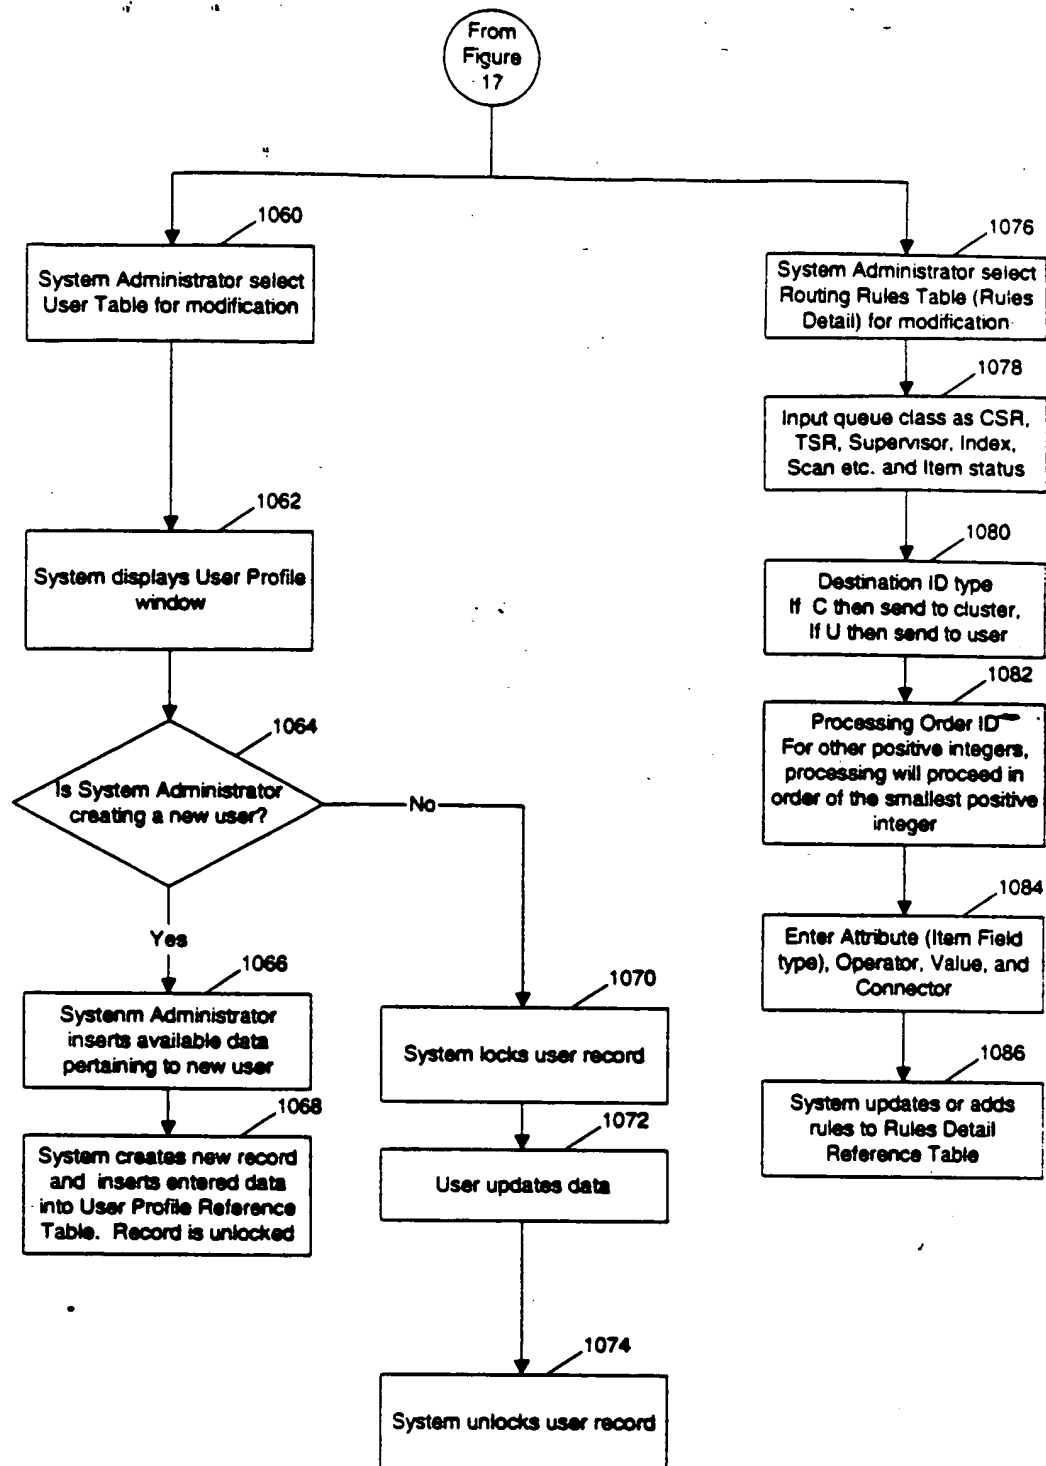 From
Figure
17
1060
System Administrator select
User Table for modification
1062
System displays User Profile
window
1064
Is System Administrator
creating a new user?
No
Yes
1066
Systenm Administrator
inserts available data
pertaining to new user
1068
System creates new record
and inserts entered data
into User Profile Reference
Table. Record is unlocked
1070
System locks user record
1072
User updates data
1074
System unlocks user record
1076
System Administrator select
Routing Rules Table (Rules
Detail) for modification
1078
Input queue class as CSR,
TSR, Supervisor, Index,
Scan etc. and Item status
1080
Destination ID type
If C then send to cluster,
If U then send to user
1082
Processing Order ID
For other positive integers,
processing will proceed in
order of the smallest positive
integer
1084
Enter Attribute (Item Field
type), Operator, Value, and
Connector
1086
System updates or adds
rules to Rules Detail
Reference Table